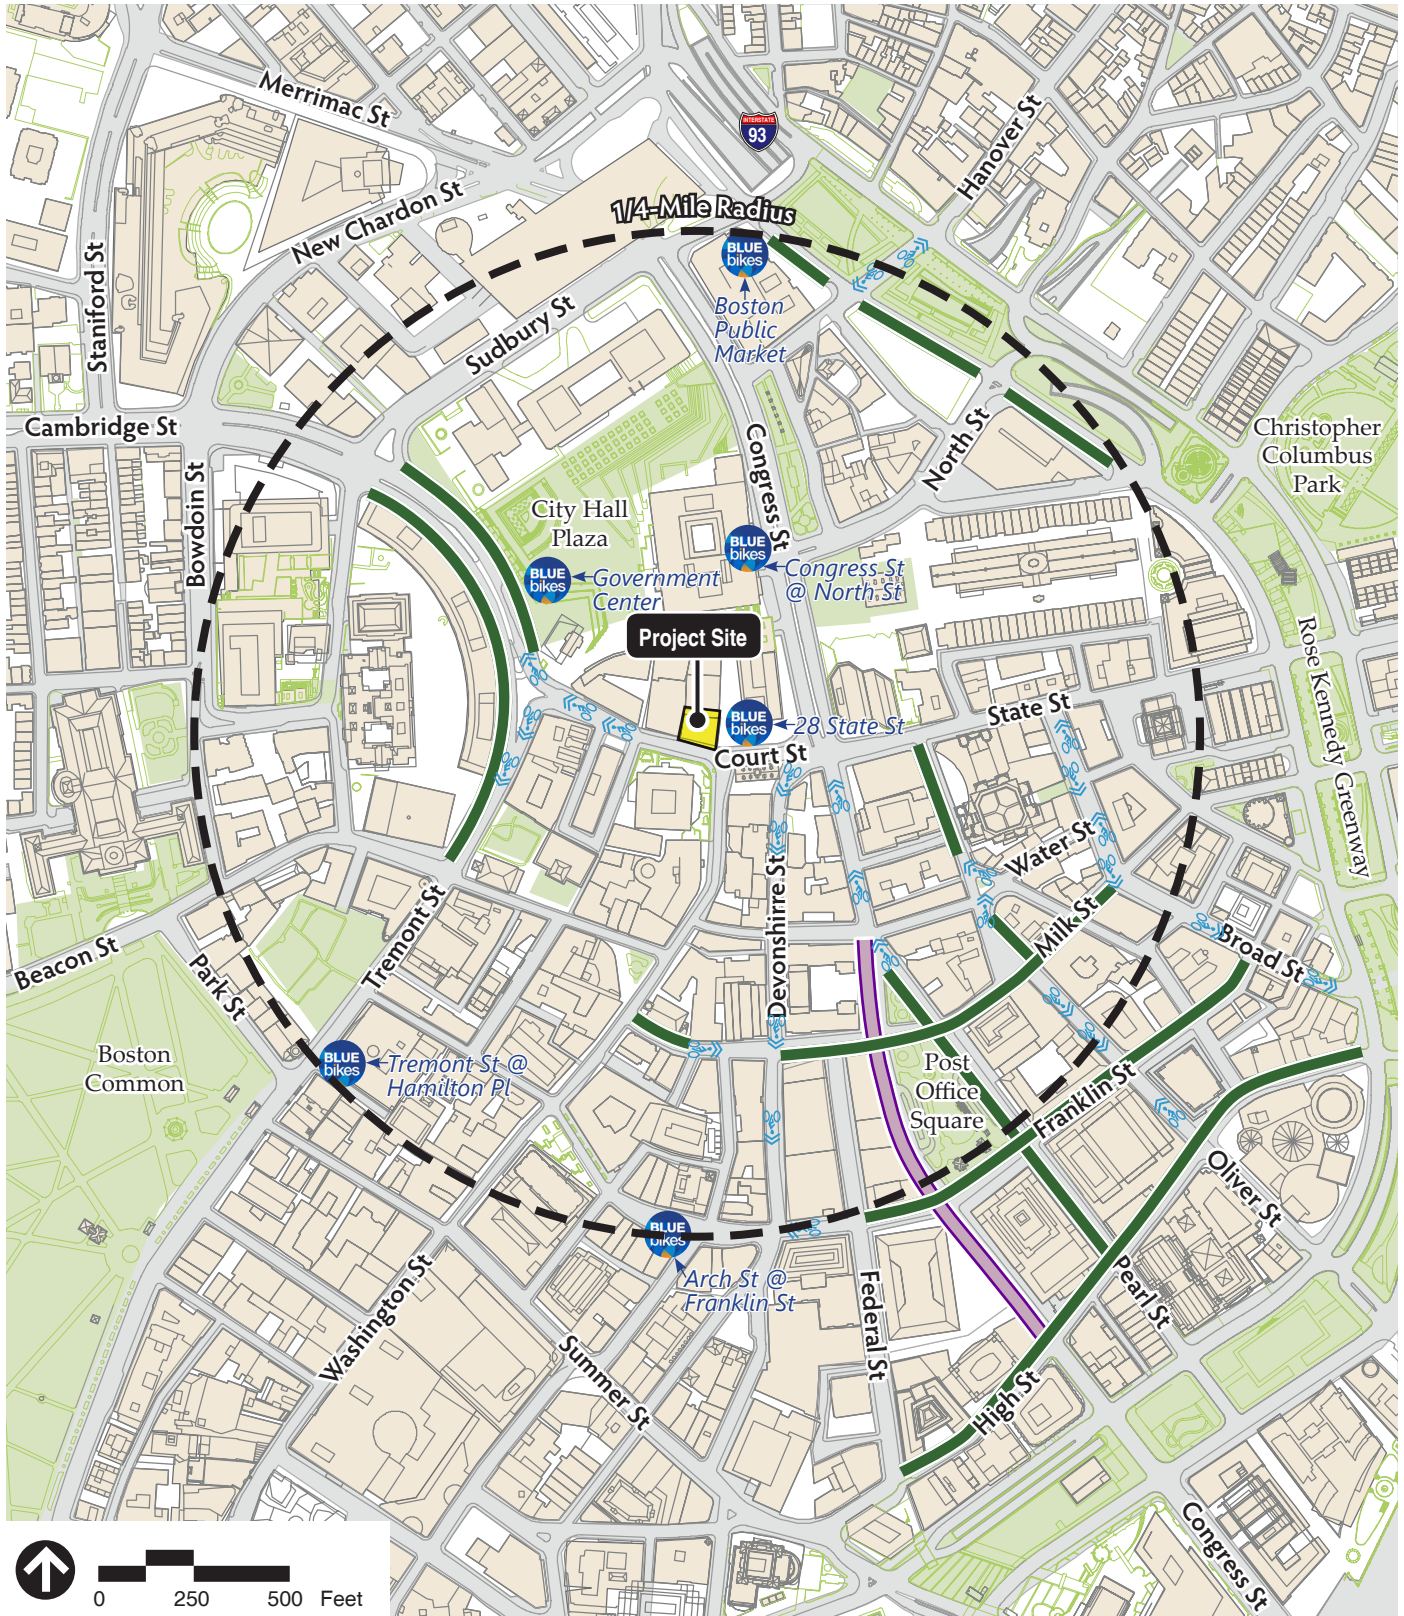 Merrimac St
INTERSTATE
93
Hanover St
1/4-Mile Radius
New Chardon St
Staniford St
BLUE
bikes
Boston
Public
Market
Sudbury St
Cambridge St
Bowdoin St
Congress St
North St
Christopher
Columbus
Park
City Hall
Plaza
BLUE
bikes
Congress St
@ North St
BLUE
bikes
Government
Center
Project Site
Rose Kennedy Greenway
BLUE
bikes
28 State St
State St
Court St
Water St
Devonshirre St
Milk St
Tremont St
Beacon St
Park St
Broad St
Boston
Common
BLUE
bikes
Tremont St @
Hamilton Pl
Post
Office
Square
Franklin St
Oliver St
BLUE
bikes
Arch St @
Franklin St
Washington St
Federal St
Pearl St
Summer St
High St
Congress St
0 250 500 Feet